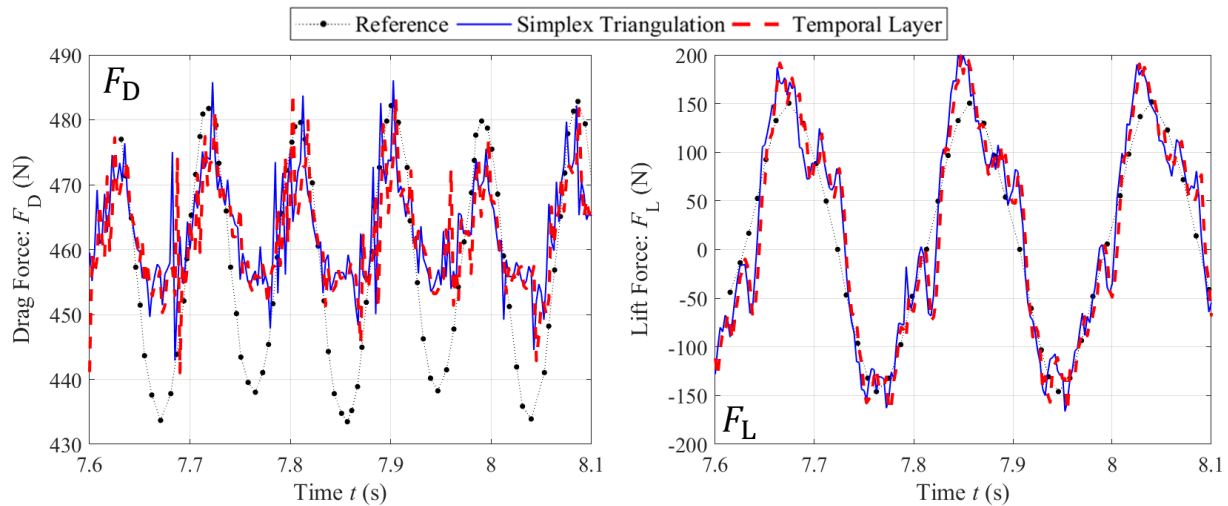 Reference Simplex Triangulation Temporal Layer
F_D
Drag Force: F_D (N)
490
480
470
460
450
440
430
7.6 7.7 7.8 7.9 8 8.1
Time t (s)
F_L
Lift Force: F_L (N)
200
150
100
50
0
-50
-100
-150
-200
7.6 7.7 7.8 7.9 8 8.1
Time t (s)